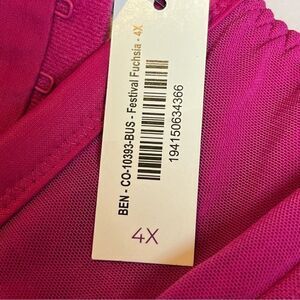 BEN - CO-10393-BUS - Festival Fuchsia - 4X
194150634366
4X